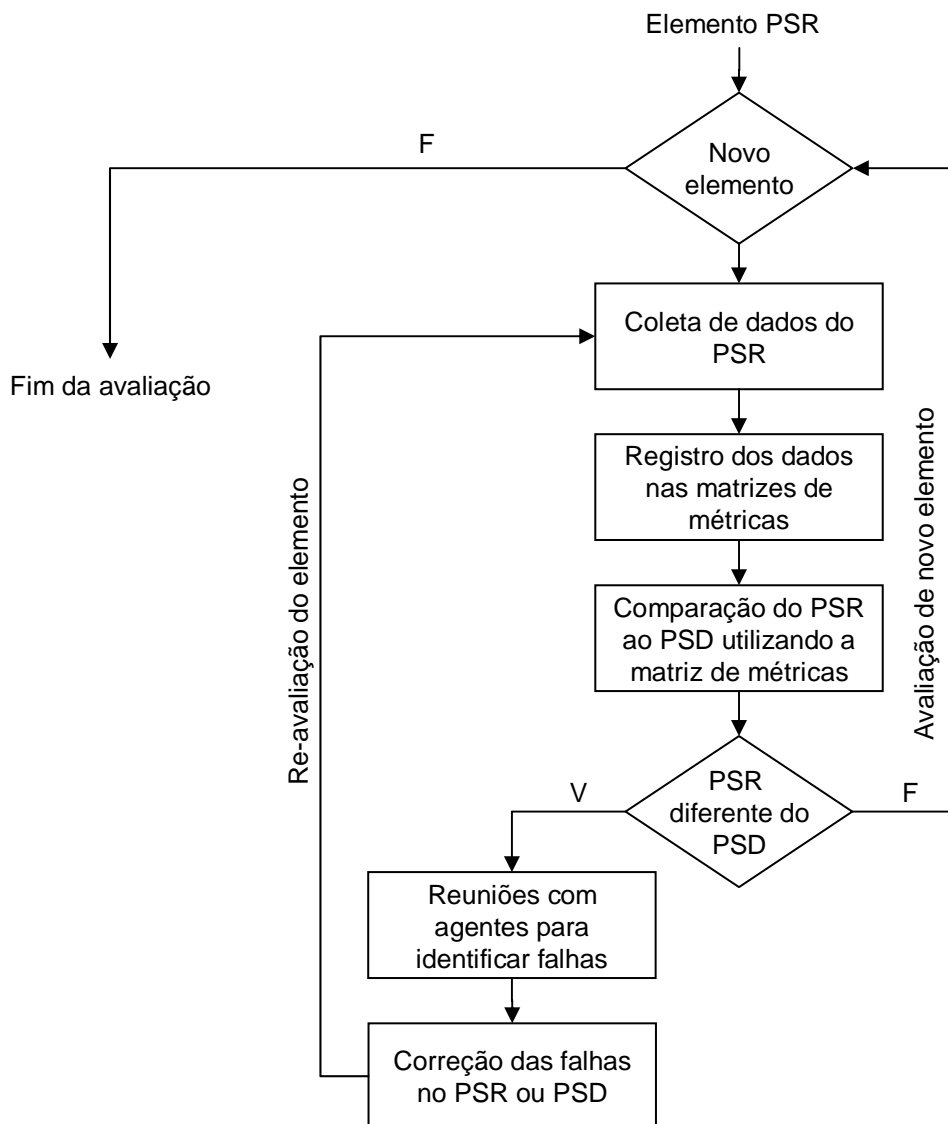 Elemento PSR
F
Novo
elemento
Coleta de dados do
PSR
Fim da avaliação
Registro dos dados
nas matrizes de
métricas
Re-avaliação do elemento
Avaliação de novo elemento
Comparação do PSR
ao PSD utilizando a
matriz de métricas
V
PSR
diferente do
PSD
F
Reuniões com
agentes para
identificar falhas
Correção das falhas
no PSR ou PSD